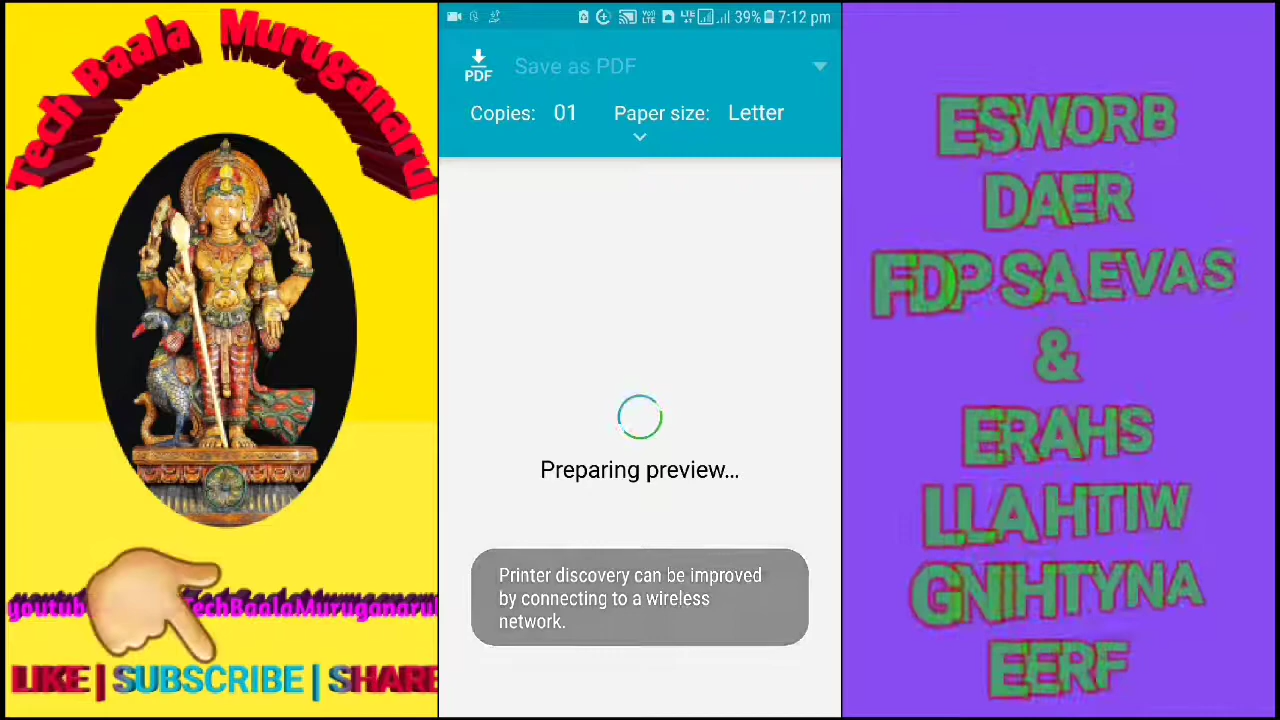 Tech Baala Muruganarul
LIKE | SUBSCRIBE | SHARE
39% 7:12 pm
PDF
Save as PDF
Copies: 01 Paper size: Letter
Preparing preview...
Printer discovery can be improved
by connecting to a wireless
network.
ESWORB
DAER
FDP SA EVAS
&
ERAHS
LLA HTIW
GNIHTYNA
EERF